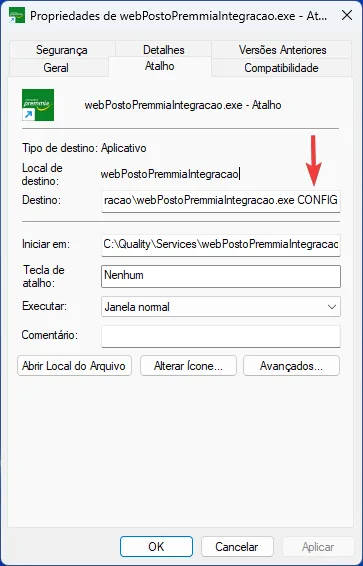 Propriedades de webPostoPremmiaIntegracao.exe - Atal...
Segurança Detalhes Versões Anteriores
Geral Atalho Compatibilidade
premmia
webPostoPremmiaIntegracao.exe - Atalho
Tipo de destino: Aplicativo
Local de destino: webPostoPremmiaIntegracao
Destino: racao\webPostoPremmiaIntegracao.exe CONFIG
Iniciar em: C:\Quality\Services\webPostoPremmiaIntegracao
Tecla de atalho: Nenhum
Executar: Janela normal
Comentário:
Abrir Local do Arquivo Alterar Ícone... Avançados...
OK Cancelar Aplicar